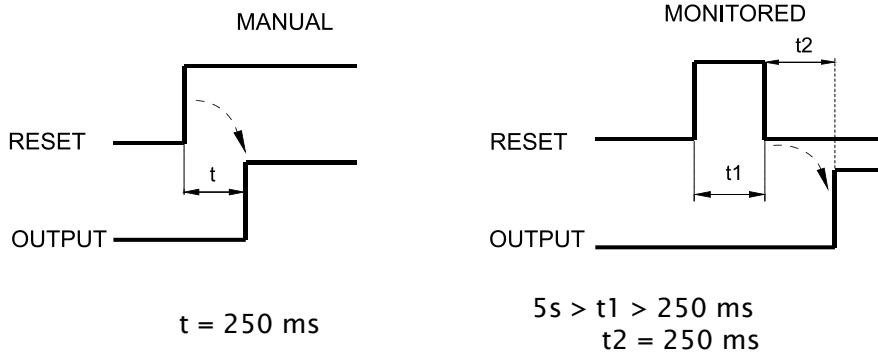 MANUAL
RESET
t
OUTPUT
t = 250 ms
MONITORED
t2
RESET
t1
OUTPUT
5s > t1 > 250 ms
t2 = 250 ms